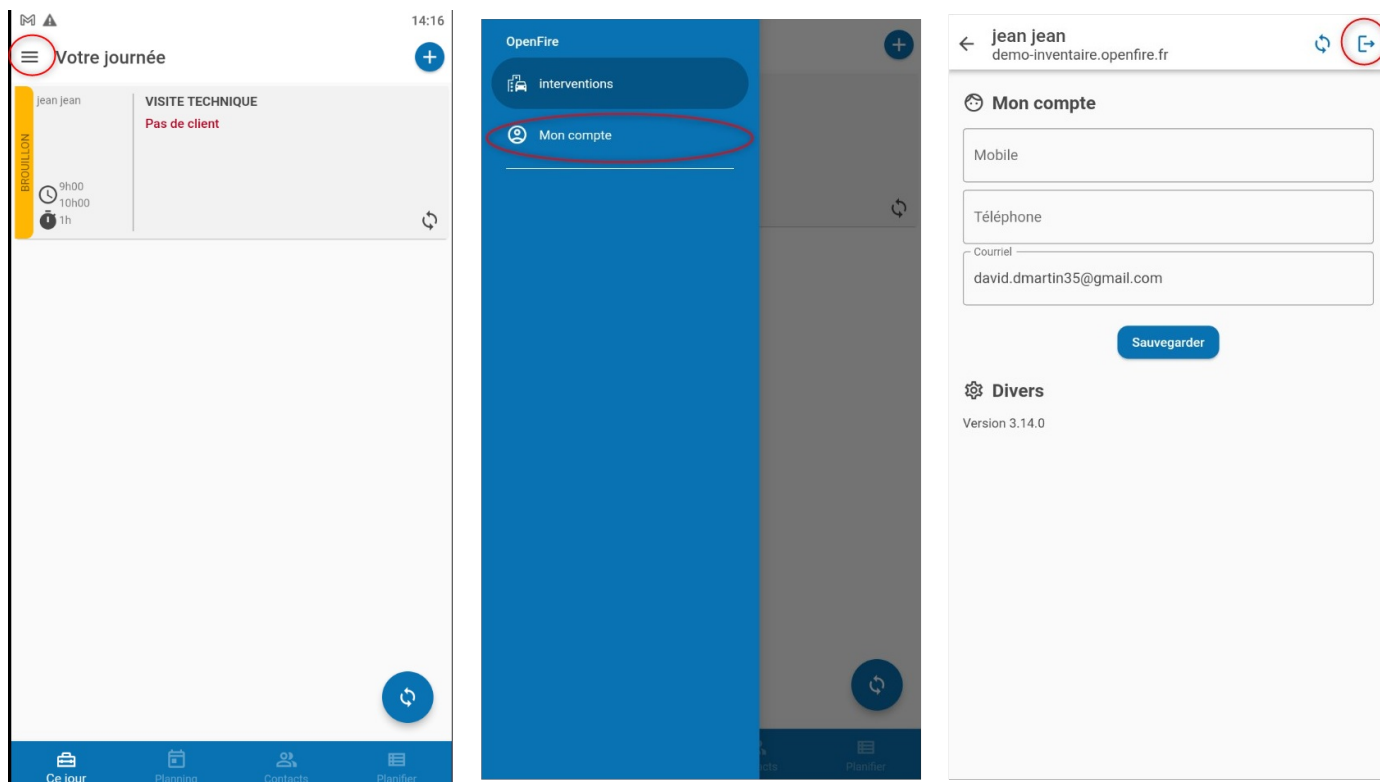 14:16
Votre journée
jean jean
VISITE TECHNIQUE
Pas de client
BROUILLON
9h00
10h00
1h
Ce jour
Planning
Contacts
Planifier
OpenFire
interventions
Mon compte
cts
Planifier
jean jean
demo-inventaire.openfire.fr
Mon compte
Mobile
Téléphone
Courriel
david.dmartin35@gmail.com
Sauvegarder
Divers
Version 3.14.0